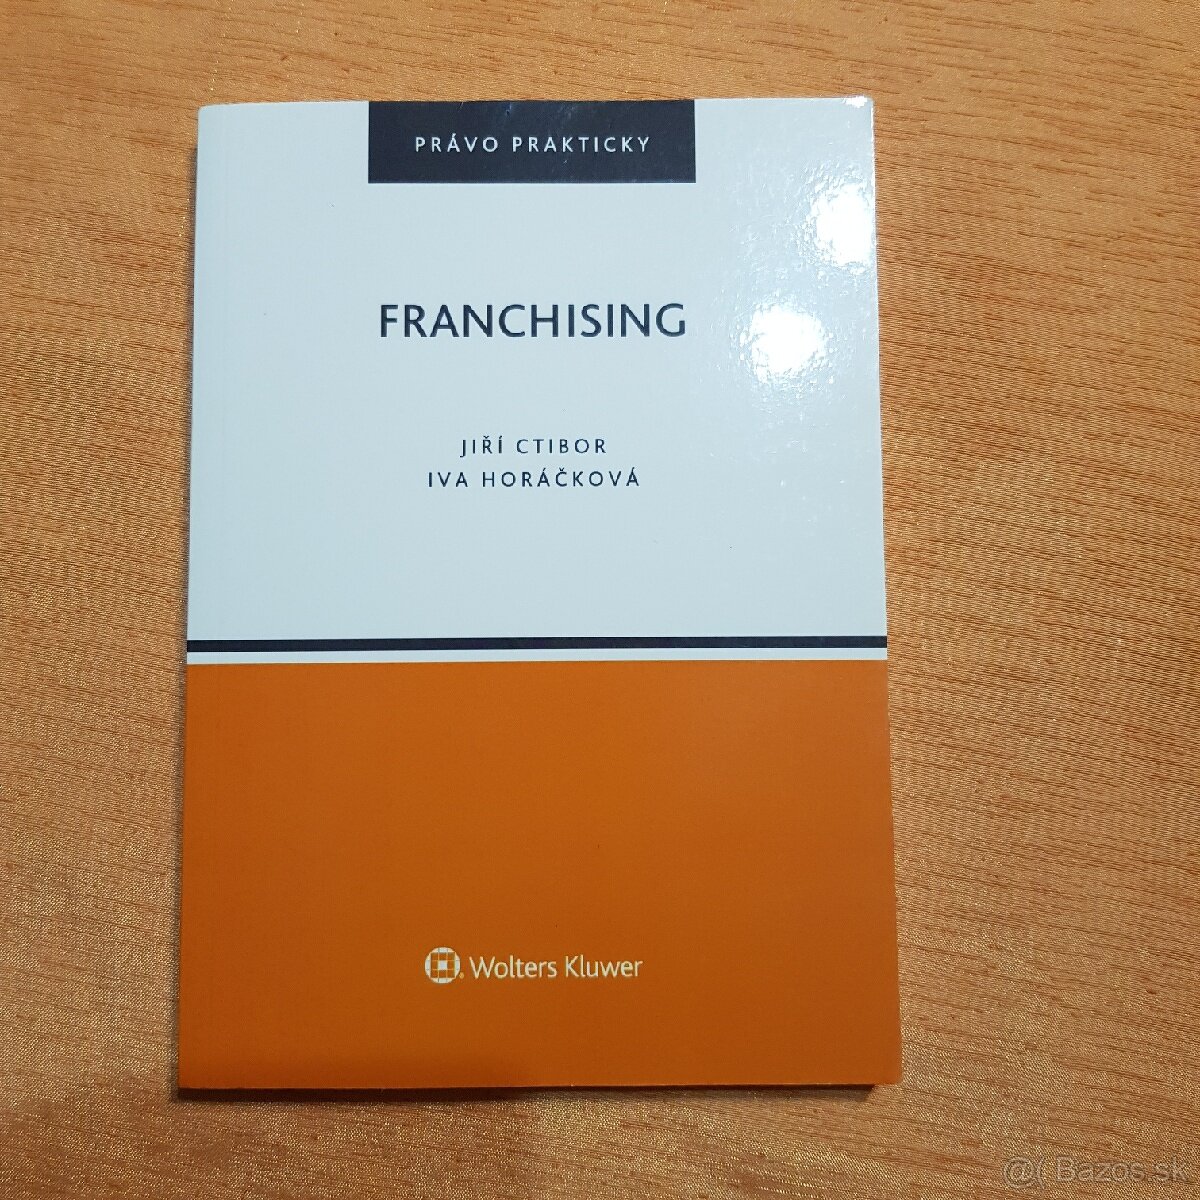 PRÁVO PRAKTICKY
FRANCHISING
JIŘÍ CTIBOR
IVA HORÁČKOVÁ
Wolters Kluwer
@( Bazos.sk